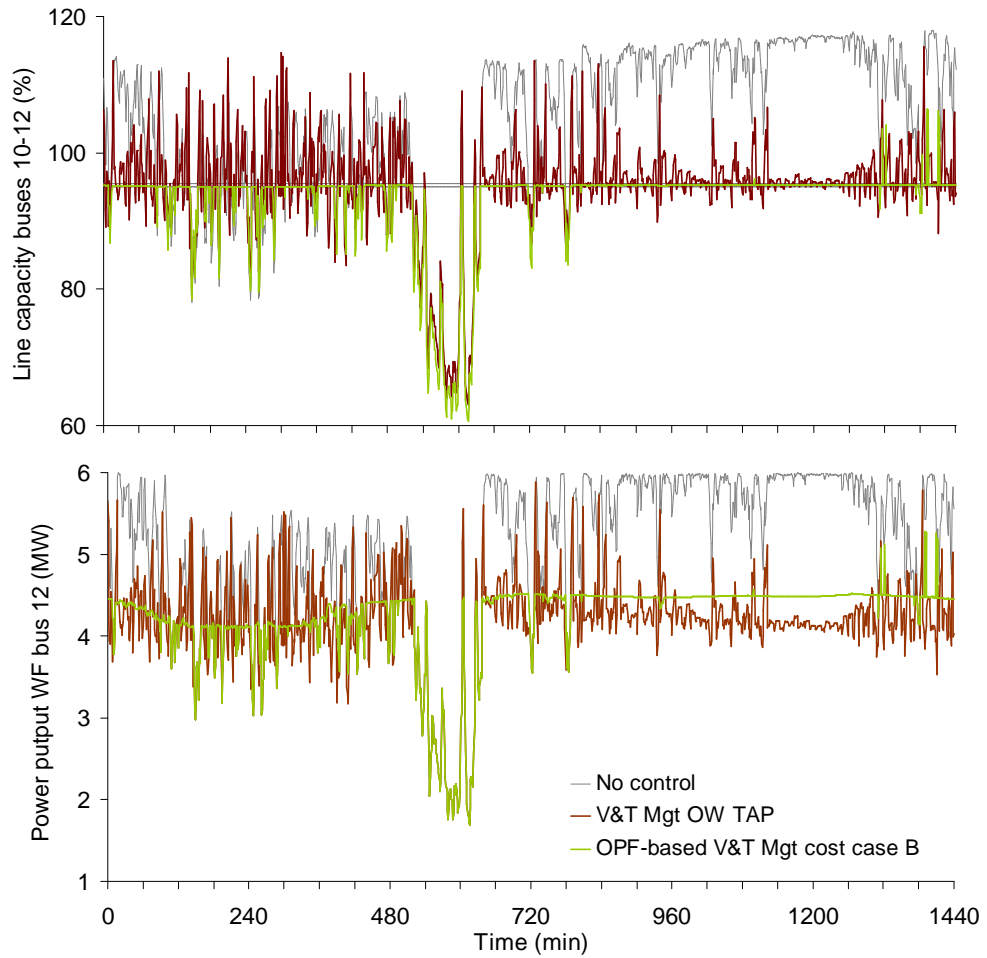 Line capacity buses 10-12 (%)
120
100
80
60
Power putput WF bus 12 (MW)
6
5
4
3
2
1
No control
V&T Mgt OW TAP
OPF-based V&T Mgt cost case B
0 240 480 720 960 1200 1440
Time (min)